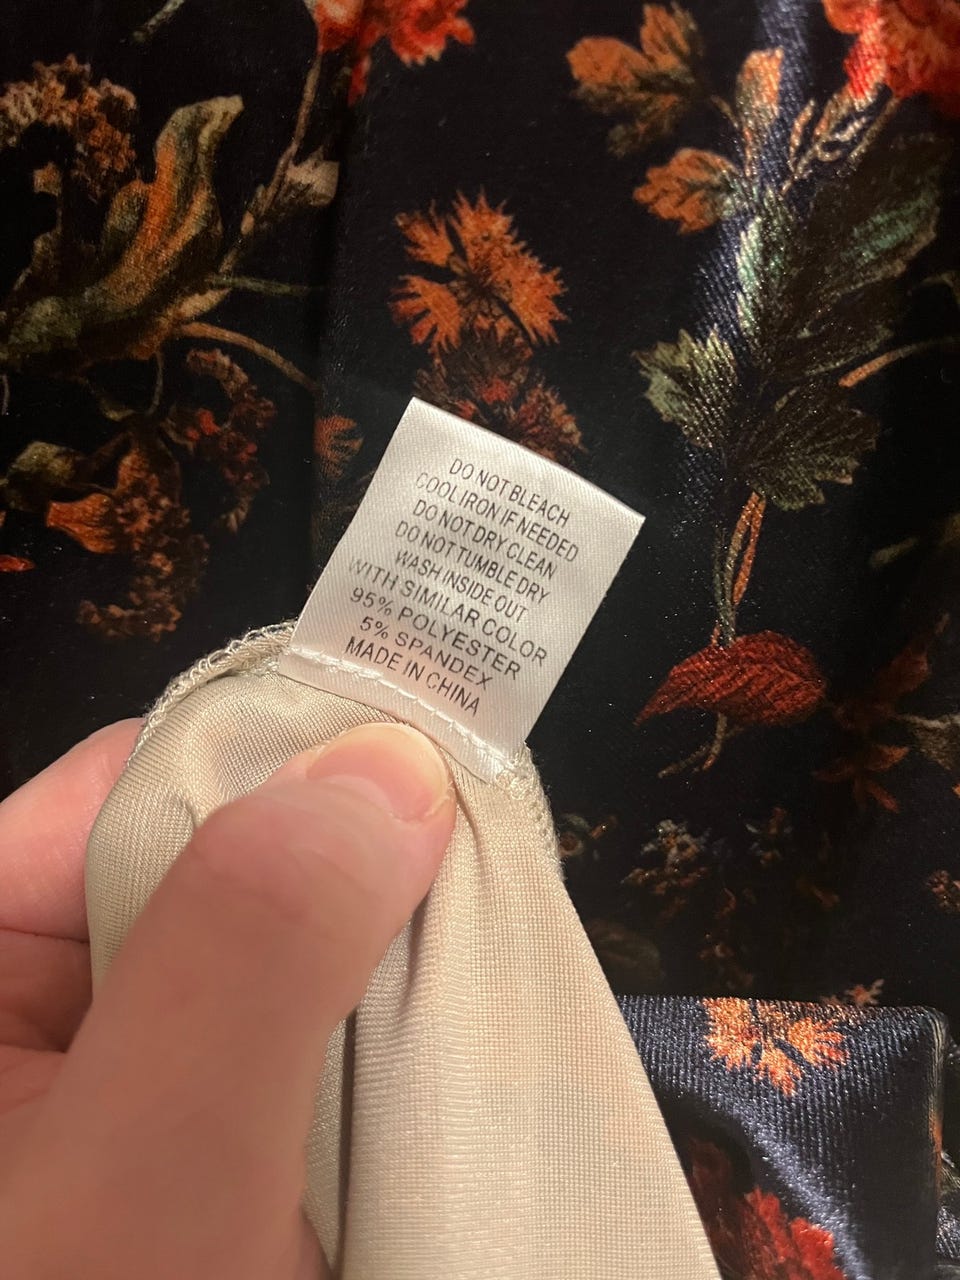 DO NOT BLEACH
COOL IRON IF NEEDED
DO NOT DRY CLEAN
DO NOT TUMBLE DRY
WASH INSIDE OUT
WITH SIMILAR COLOR
95% POLYESTER
5% SPANDEX
MADE IN CHINA